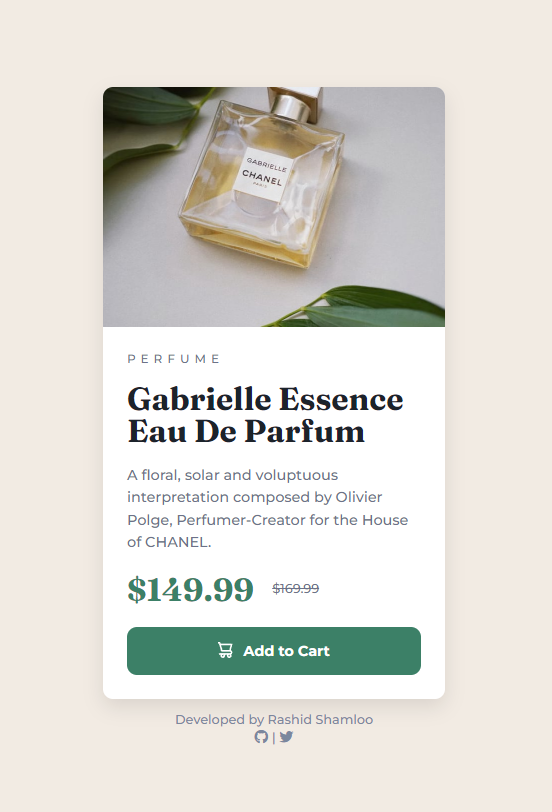 GABRIELLE
CHANEL
PARIS
PERFUME
Gabrielle Essence
Eau De Parfum
A floral, solar and voluptuous
interpretation composed by Olivier
Polge, Perfumer-Creator for the House
of CHANEL.
$149.99 $169.99
Add to Cart
Developed by Rashid Shamloo
|